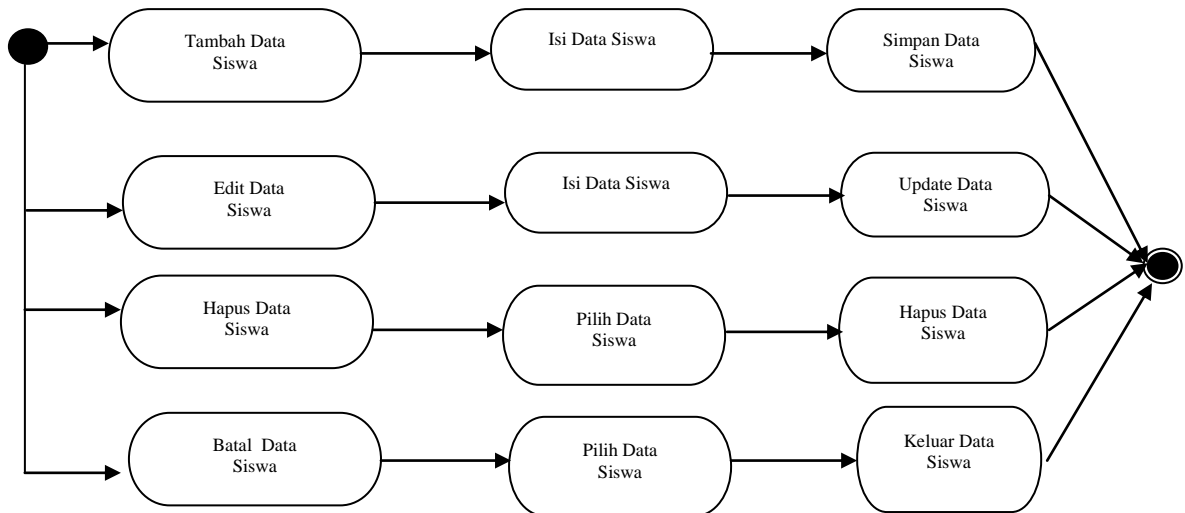 Tambah Data
Siswa
Isi Data Siswa
Simpan Data
Siswa
Edit Data
Siswa
Isi Data Siswa
Update Data
Siswa
Hapus Data
Siswa
Pilih Data
Siswa
Hapus Data
Siswa
Batal Data
Siswa
Pilih Data
Siswa
Keluar Data
Siswa